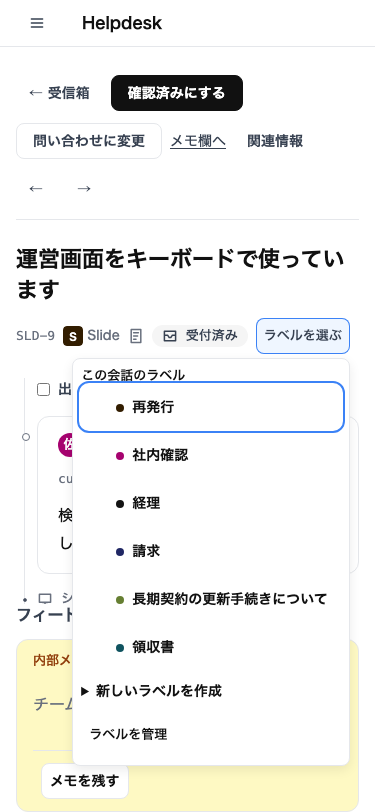 Helpdesk
← 受信箱
確認済みにする
問い合わせに変更
メモ欄へ
関連情報
← →
運営画面をキーボードで使ってい
ます
SLD-9
S
Slide
受付済み
ラベルを選ぶ
この会話のラベル
出
再発行
社内確認
cu
経理
検
し
請求
長期契約の更新手続きについて
シ
フィード
領収書
内部メ
新しいラベルを作成
チーム
ラベルを管理
メモを残す